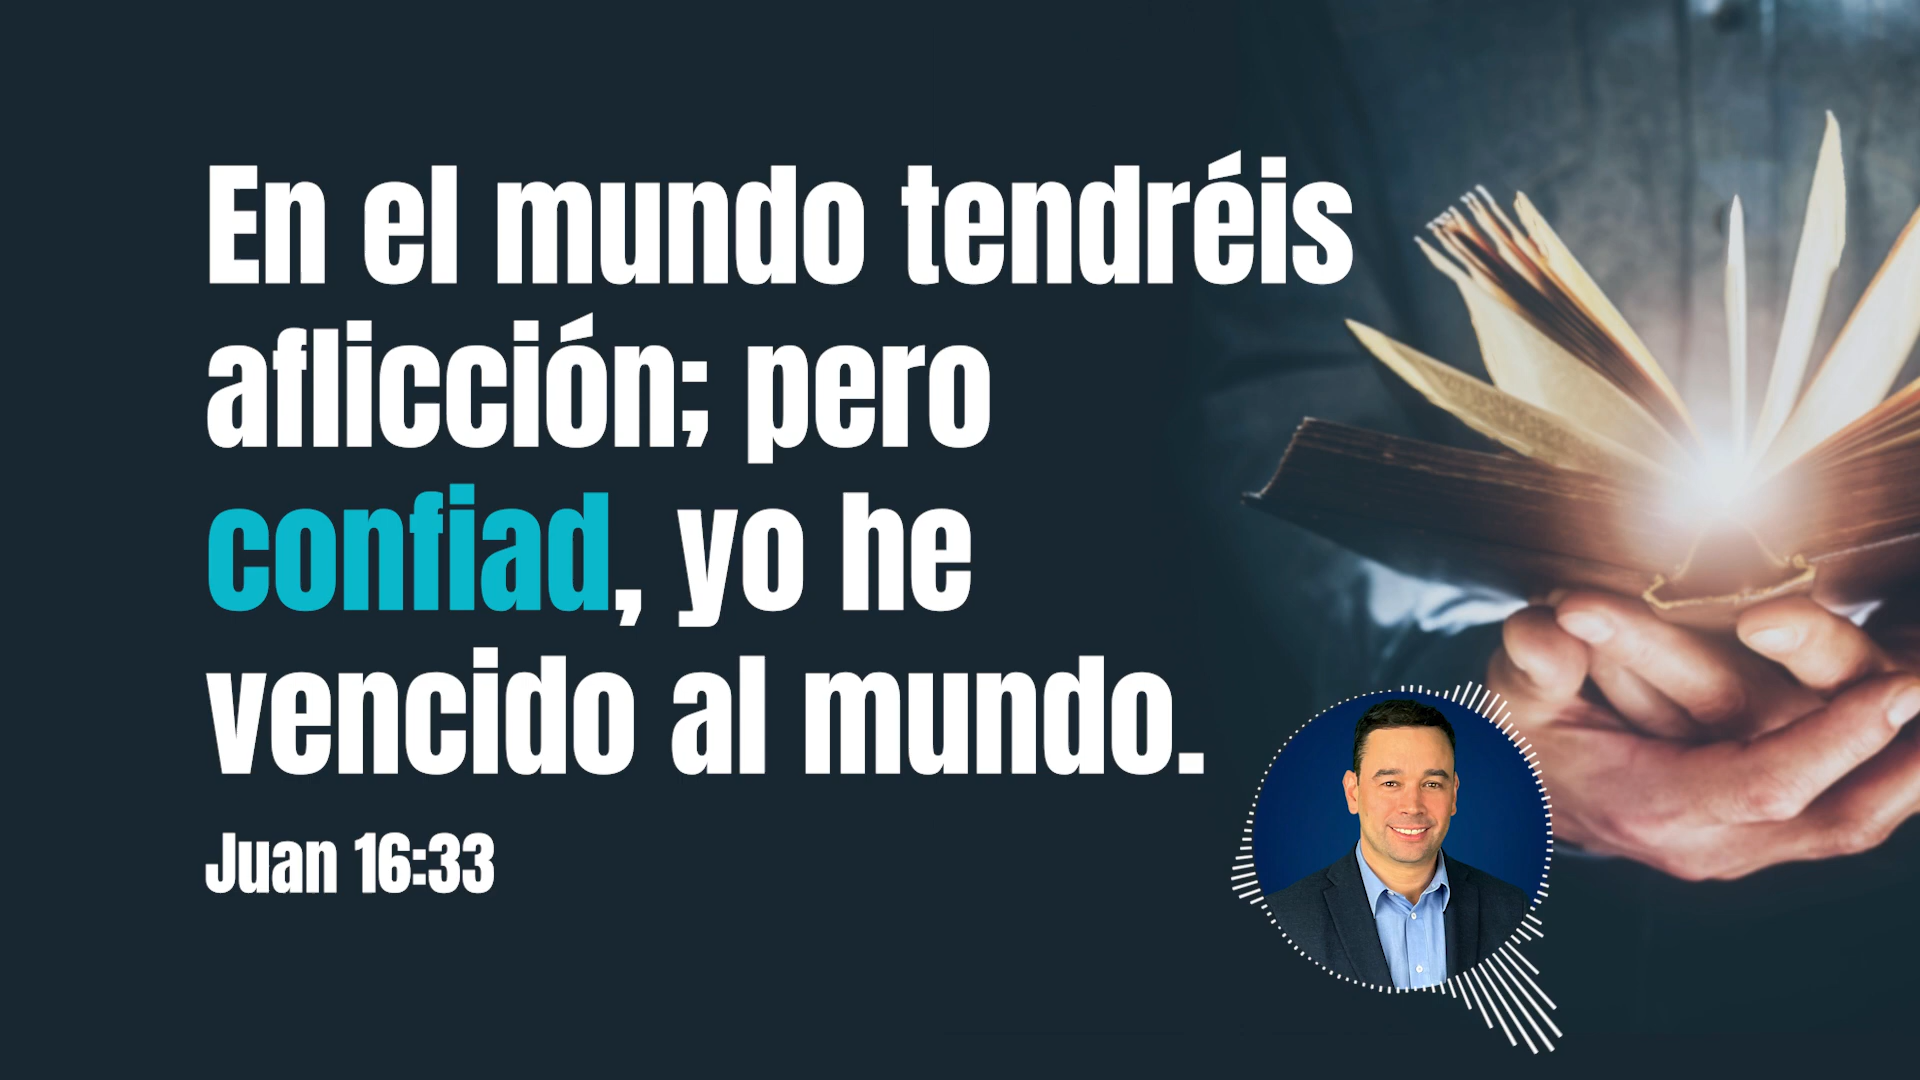 En el mundo tendréis
aflicción; pero
confiad, yo he
vencido al mundo.
Juan 16:33